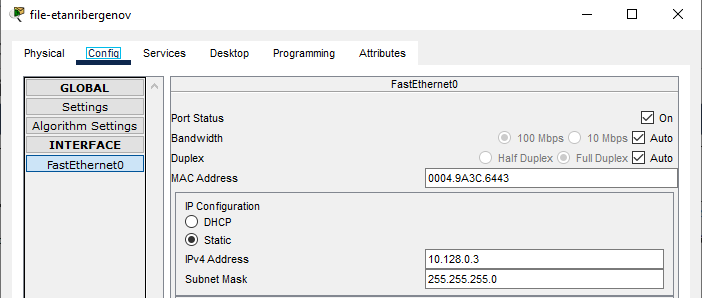 file-etanribergenov
Physical Config Services Desktop Programming Attributes
GLOBAL
Settings
Algorithm Settings
INTERFACE
FastEthernet0
FastEthernet0
Port Status On
Bandwidth 100 Mbps 10 Mbps Auto
Duplex Half Duplex Full Duplex Auto
MAC Address 0004.9A3C.6443
IP Configuration
DHCP
Static
IPv4 Address 10.128.0.3
Subnet Mask 255.255.255.0